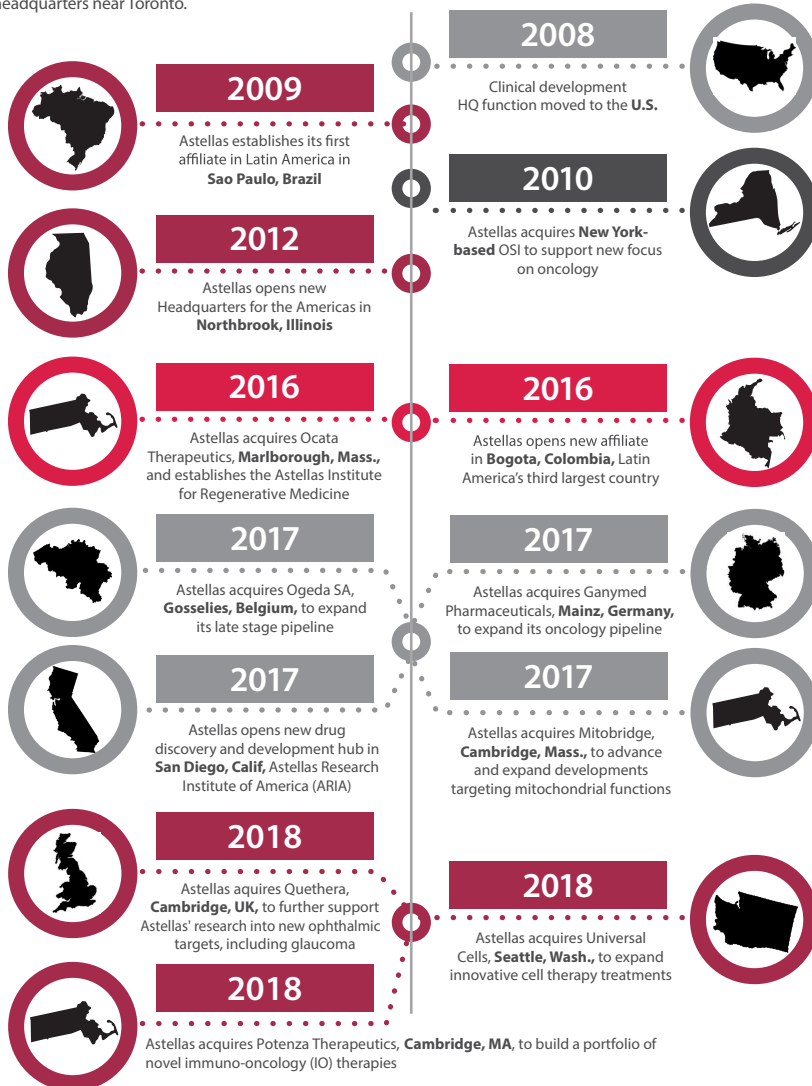 headquarters near Toronto.
2008
Clinical development
HQ function moved to the U.S.
2009
Astellas establishes its first
affiliate in Latin America in
Sao Paulo, Brazil
2010
Astellas acquires New York-
based OSI to support new focus
on oncology
2012
Astellas opens new
Headquarters for the Americas in
Northbrook, Illinois
2016
Astellas acquires Ocata
Therapeutics, Marlborough, Mass.,
and establishes the Astellas Institute
for Regenerative Medicine
2016
Astellas opens new affiliate
in Bogota, Colombia, Latin
America's third largest country
2017
Astellas acquires Ogeda SA,
Gosselies, Belgium, to expand
its late stage pipeline
2017
Astellas acquires Ganymed
Pharmaceuticals, Mainz, Germany,
to expand its oncology pipeline
2017
Astellas opens new drug
discovery and development hub in
San Diego, Calif, Astellas Research
Institute of America (ARIA)
2017
Astellas acquires Mitobridge,
Cambridge, Mass., to advance
and expand developments
targeting mitochondrial functions
2018
Astellas aquires Quethera,
Cambridge, UK, to further support
Astellas' research into new ophthalmic
targets, including glaucoma
2018
Astellas acquires Universal
Cells, Seattle, Wash., to expand
innovative cell therapy treatments
2018
Astellas acquires Potenza Therapeutics, Cambridge, MA, to build a portfolio of
novel immuno-oncology (IO) therapies